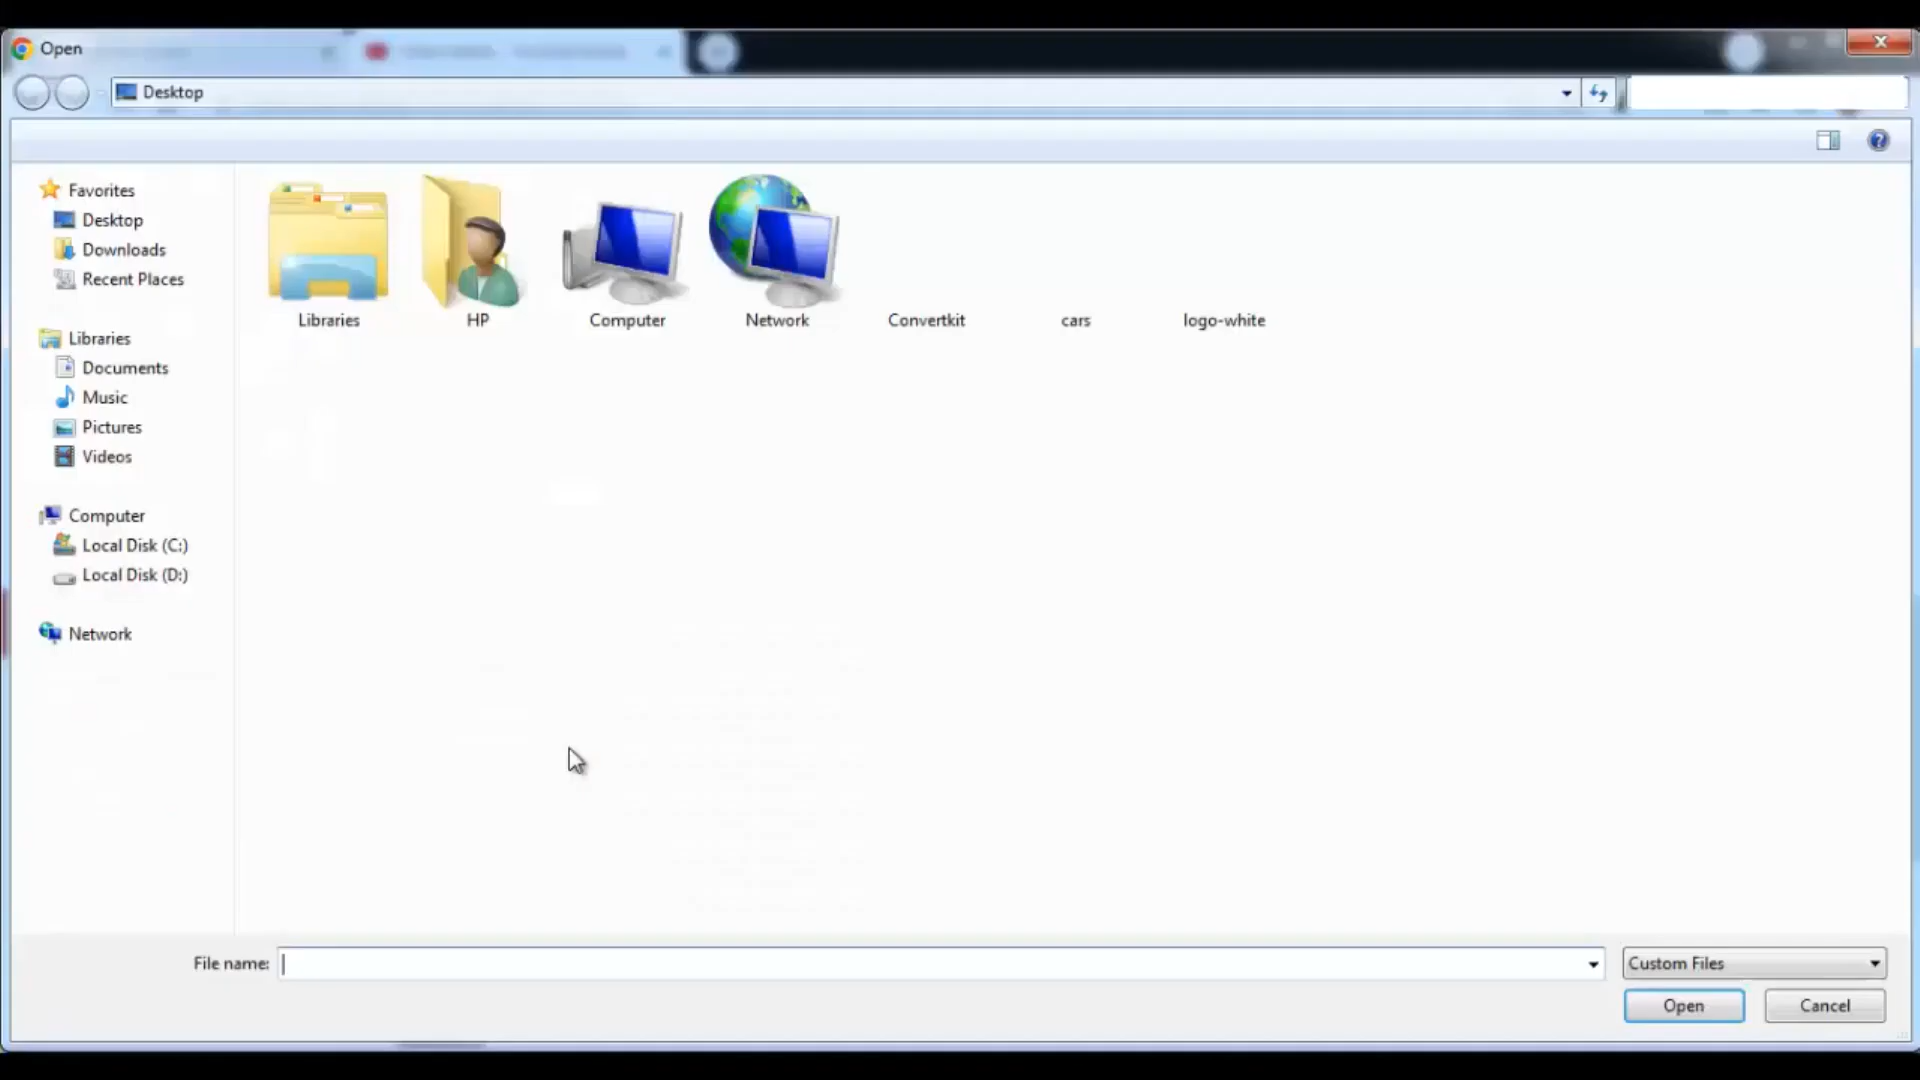 Open
Desktop
Favorites
Desktop
Downloads
Recent Places
Libraries
Documents
Music
Pictures
Videos
Computer
Local Disk (C:)
Local Disk (D:)
Network
Libraries HP Computer Network Convertkit cars logo-white
File name:
Custom Files
Open Cancel